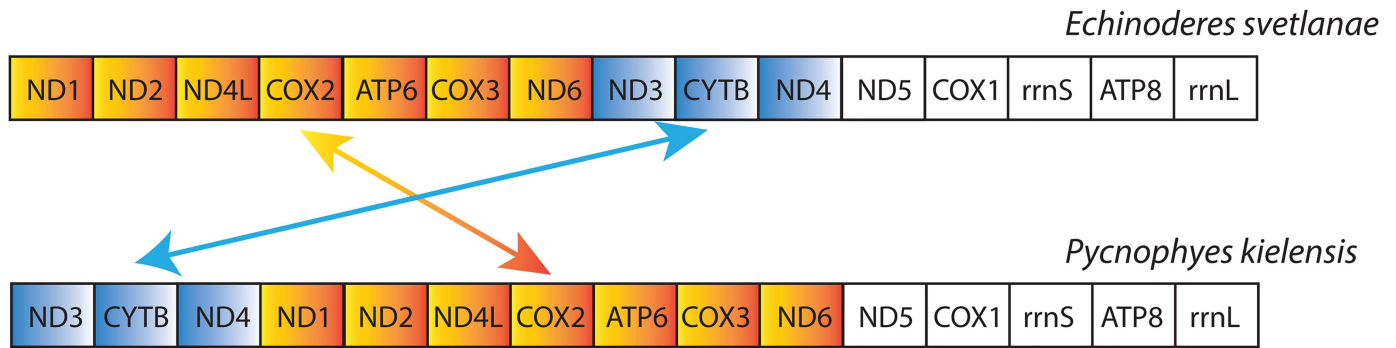 Echinoderes svetlanae
ND1 ND2 ND4L COX2 ATP6 COX3 ND6 ND3 CYTB ND4 ND5 COX1 rrnS ATP8 rrnL
Pycnophyes kielensis
ND3 CYTB ND4 ND1 ND2 ND4L COX2 ATP6 COX3 ND6 ND5 COX1 rrnS ATP8 rrnL